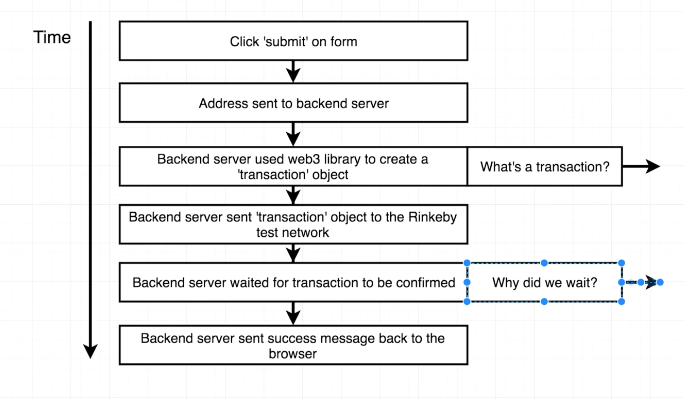 Time
Click 'submit' on form
Address sent to backend server
Backend server used web3 library to create a
'transaction' object
What's a transaction?
Backend server sent 'transaction' object to the Rinkeby
test network
Backend server waited for transaction to be confirmed
Why did we wait?
Backend server sent success message back to the
browser